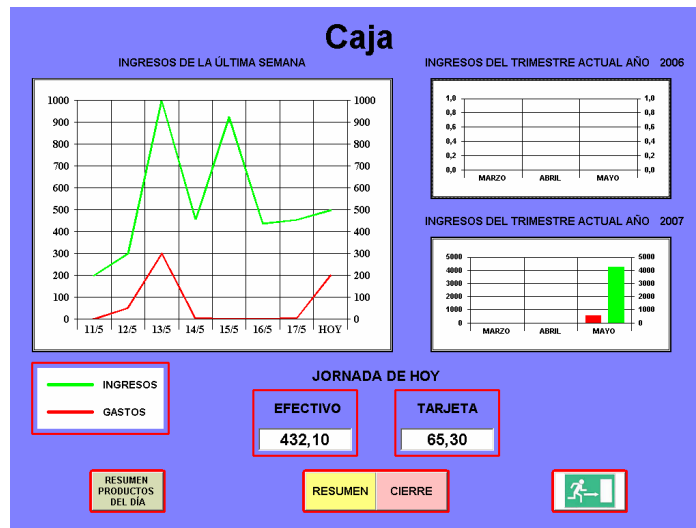 Caja
INGRESOS DE LA ÚLTIMA SEMANA
1000 1000
900 900
800 800
700 700
600 600
500 500
400 400
300 300
200 200
100 100
0 0
11/5 12/5 13/5 14/5 15/5 16/5 17/5 HOY
INGRESOS DEL TRIMESTRE ACTUAL AÑO 2006
1,0 1,0
0,8 0,8
0,6 0,6
0,4 0,4
0,2 0,2
0,0 0,0
MARZO ABRIL MAYO
INGRESOS DEL TRIMESTRE ACTUAL AÑO 2007
5000 5000
4000 4000
3000 3000
2000 2000
1000 1000
0 0
MARZO ABRIL MAYO
INGRESOS
GASTOS
JORNADA DE HOY
EFECTIVO TARJETA
432,10 65,30
RESUMEN
PRODUCTOS
DEL DÍA
RESUMEN CIERRE